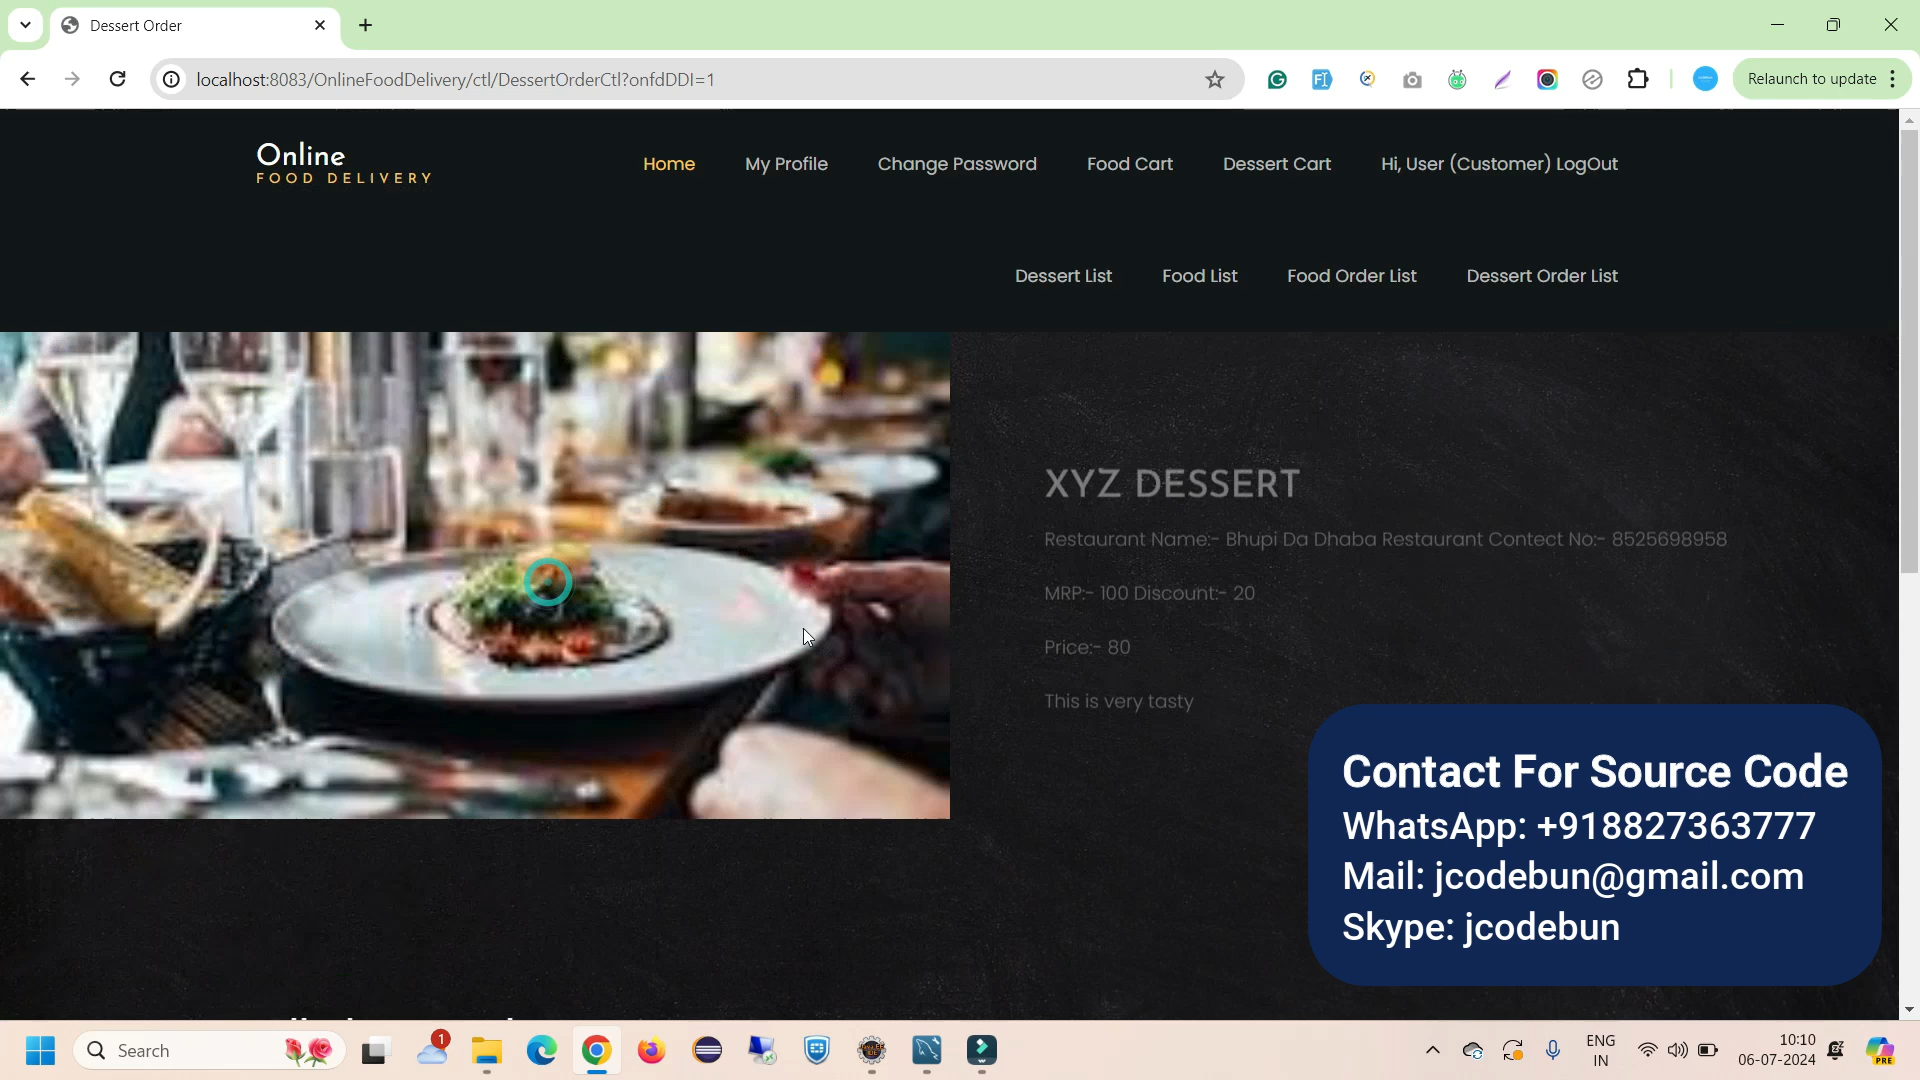 Dessert Order
localhost:8083/OnlineFoodDelivery/ctl/DessertOrderCtl?onfdDDI=1
Relaunch to update
Online
FOOD DELIVERY
Home My Profile Change Password Food Cart Dessert Cart Hi, User (Customer) LogOut
Dessert List Food List Food Order List Dessert Order List
XYZ DESSERT
Restaurant Name:- Bhupi Da Dhaba Restaurant Contect No:- 8525698958
MRP:- 100 Discount:- 20
Price:- 80
This is very tasty
Contact For Source Code
WhatsApp: +918827363777
Mail: jcodebun@gmail.com
Skype: jcodebun
Search
1
ENG
IN
10:10
06-07-2024
PRE